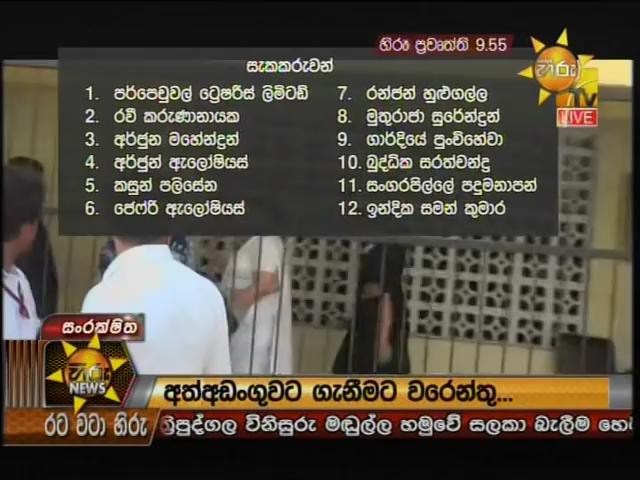 හිරු ප්‍රවෘත්ති 9.55
සැකකරුවන්
1. පර්පෙචුවල් ට්‍රෙෂරීස් ලිමිටඩ්
2. රවී කරුණානායක
3. අර්ජුන මහේන්ද්‍රන්
4. අර්ජුන් ඇලෝසියස්
5. කසුන් පලිසේන
6. ජෙෆ්රි ඇලෝසියස්
7. රන්ජන් හුළුගල්ල
8. මුතුරාජා සුරේන්ද්‍රන්
9. ගාර්දියේ පුංචිහේවා
10. බුද්ධික සරත්චන්ද්‍ර
11. සංගරපිල්ලේ පදුමනාපන්
12. ඉන්දික සමන් කුමාර
හිරු
TV
LIVE
සංරක්ෂිත
හිරු
NEWS
අත්අඩංගුවට ගැනීමට වරෙන්තු...
රට වටා හිරු
ත්‍රිපුද්ගල විනිසුරු මඬුල්ල හමුවේ සලකා බැලීම